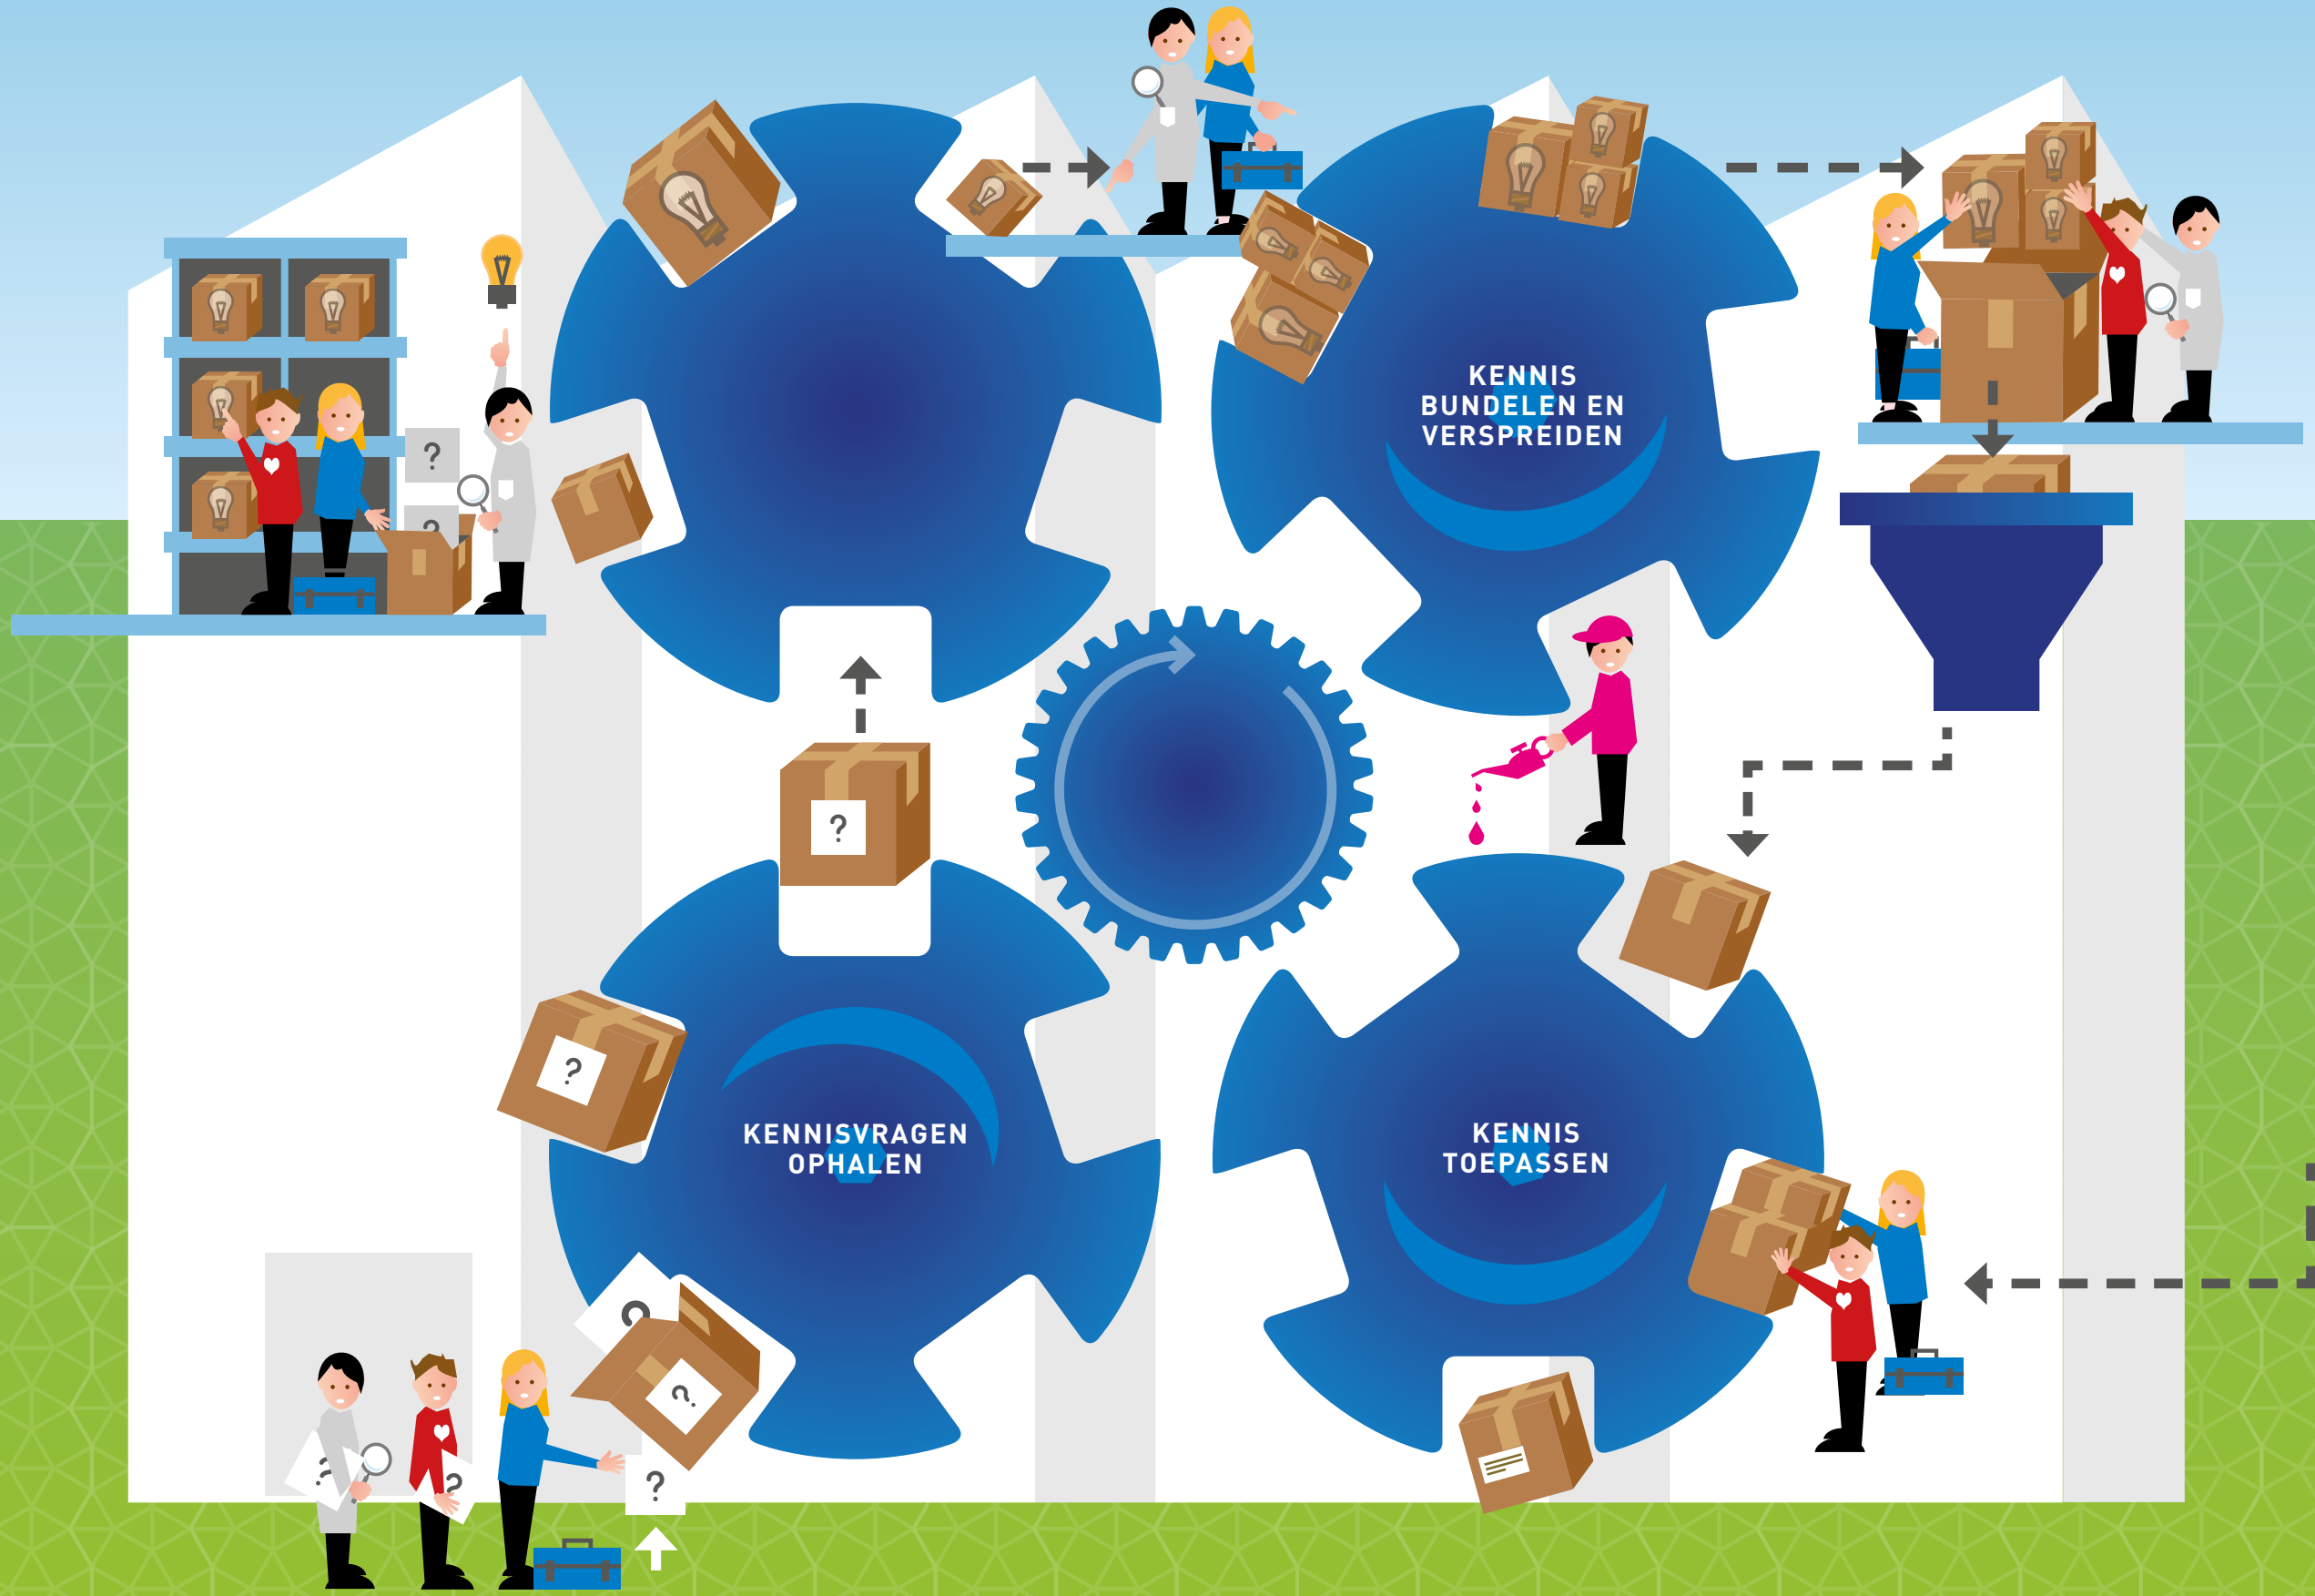 KENNIS
BUNDELEN EN
VERSPREIDEN
?
?
?
?
KENNISVRAGEN
OPHALEN
KENNIS
TOEPASSEN
?
?
?
?
?